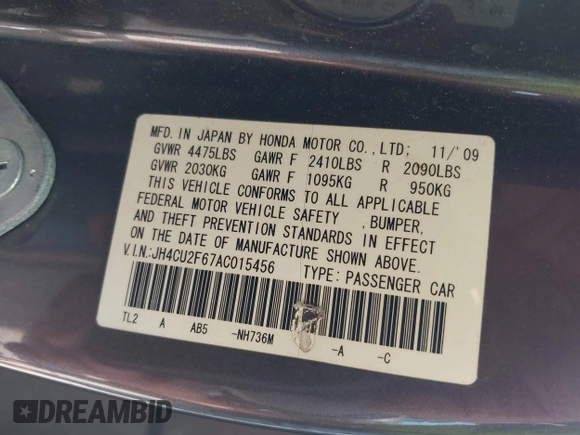 MFD. IN JAPAN BY HONDA MOTOR CO., LTD; 11/'09
GVWR 4475LBS GAWR F 2410LBS R 2090LBS
GVWR 2030KG GAWR F 1095KG R 950KG
THIS VEHICLE CONFORMS TO ALL APPLICABLE
FEDERAL MOTOR VEHICLE SAFETY , BUMPER,
AND THEFT PREVENTION STANDARDS IN EFFECT
ON THE DATE OF MANUFACTURE SHOWN ABOVE.
V.I.N:JH4CU2F67AC015456 TYPE: PASSENGER CAR
TL2 A AB5 -NH736M -A -C
DREAMBID